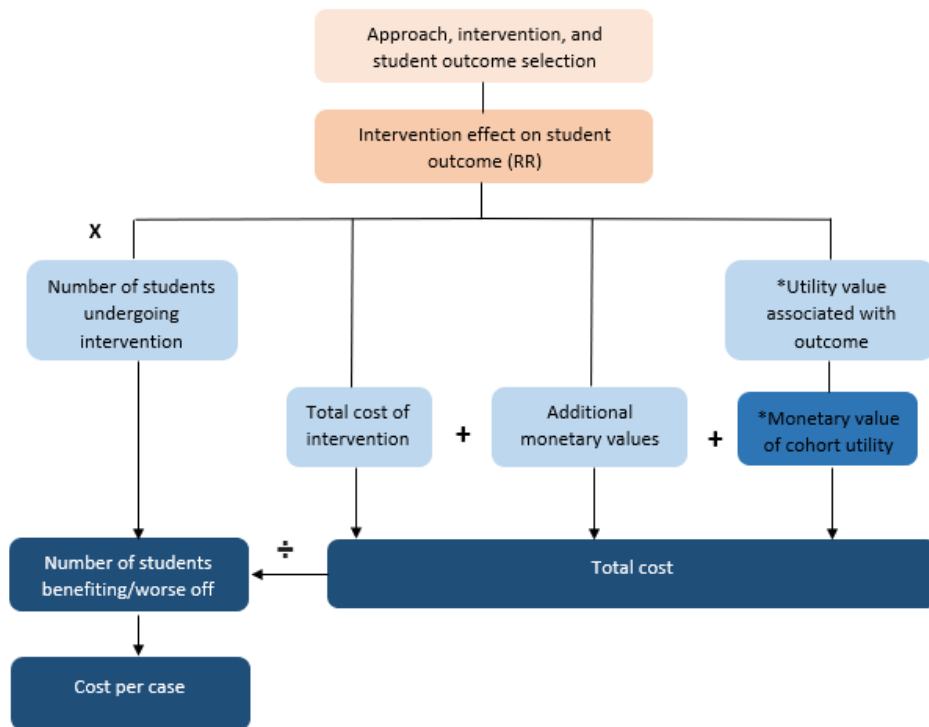 Approach, intervention, and
student outcome selection
Intervention effect on student
outcome (RR)
x
Number of students
undergoing
intervention
*Utility value
associated with
outcome
Total cost of
intervention
+
Additional
monetary values
+
*Monetary value
of cohort utility
Number of students
benefiting/worse off
÷
Total cost
Cost per case